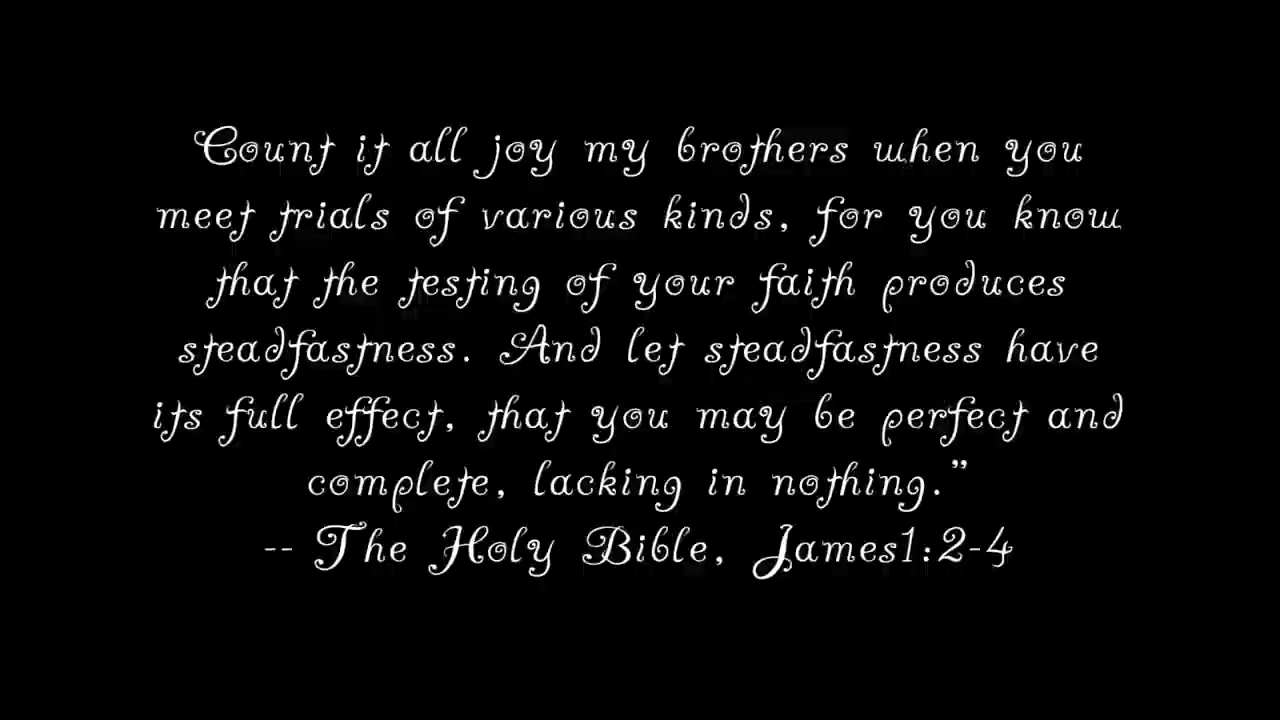 Count it all joy my brothers when you
meet trials of various kinds, for you know
that the testing of your faith produces
steadfastness. And let steadfastness have
its full effect, that you may be perfect and
complete, lacking in nothing.”
-- The Holy Bible, James1:2-4